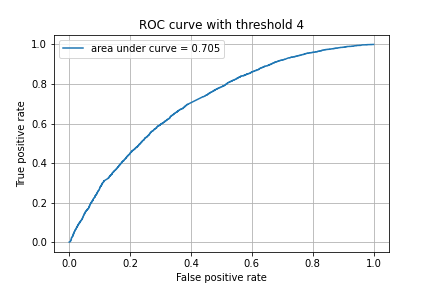 ROC curve with threshold 4
area under curve = 0.705
True positive rate
1.0
0.8
0.6
0.4
0.2
0.0
0.0 0.2 0.4 0.6 0.8 1.0
False positive rate